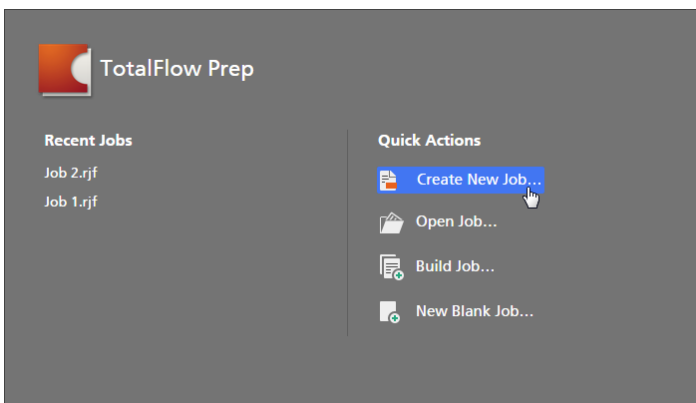 TotalFlow Prep
Recent Jobs
Job 2.rjf
Job 1.rjf
Quick Actions
Create New Job...
Open Job...
Build Job...
New Blank Job...